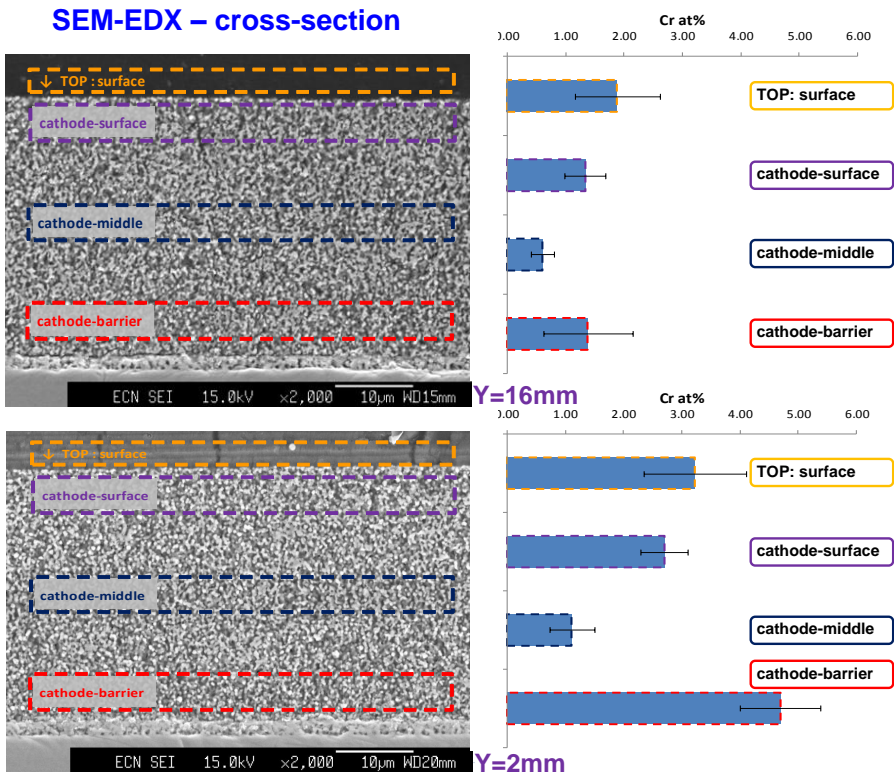 SEM-EDX – cross-section
Cr at%
0.00 1.00 2.00 3.00 4.00 5.00 6.00
↓ TOP : surface
cathode-surface
cathode-middle
cathode-barrier
TOP: surface
cathode-surface
cathode-middle
cathode-barrier
ECN SEI 15.0kV ×2,000 10µm WD15mm
Y=16mm
Cr at%
0.00 1.00 2.00 3.00 4.00 5.00 6.00
↓ TOP : surface
cathode-surface
cathode-middle
cathode-barrier
TOP: surface
cathode-surface
cathode-middle
cathode-barrier
ECN SEI 15.0kV ×2,000 10µm WD20mm
Y=2mm